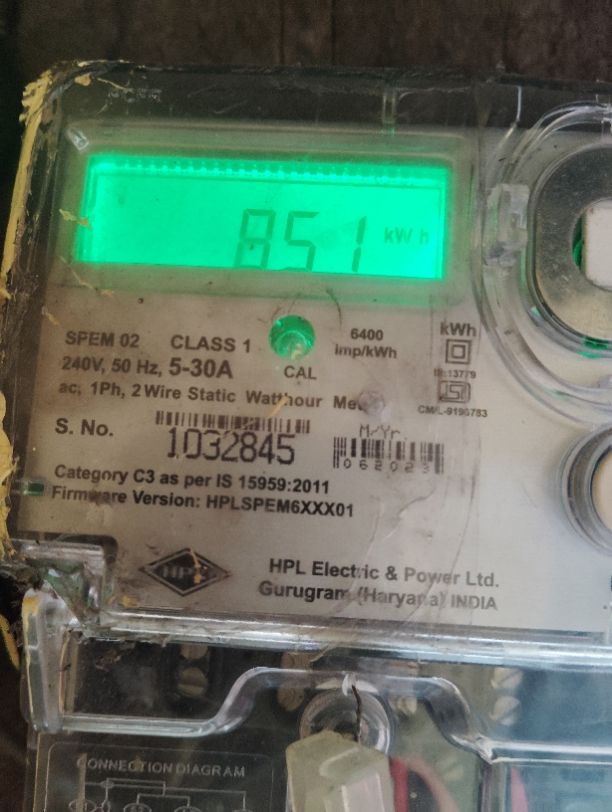 851 kWh
SPEM 02 CLASS 1
6400
imp/kWh
kWh
240V, 50 Hz, 5-30A
CAL
ac, 1Ph, 2 Wire Static Watthour
S. No. 1032845
M/Yr.
062023
Category C3 as per IS 15959:2011
Firmware Version: HPLSPEM6XXX01
HPL
HPL Electric & Power Ltd.
Gurugram (Haryana) INDIA
CONNECTION DIAGRAM